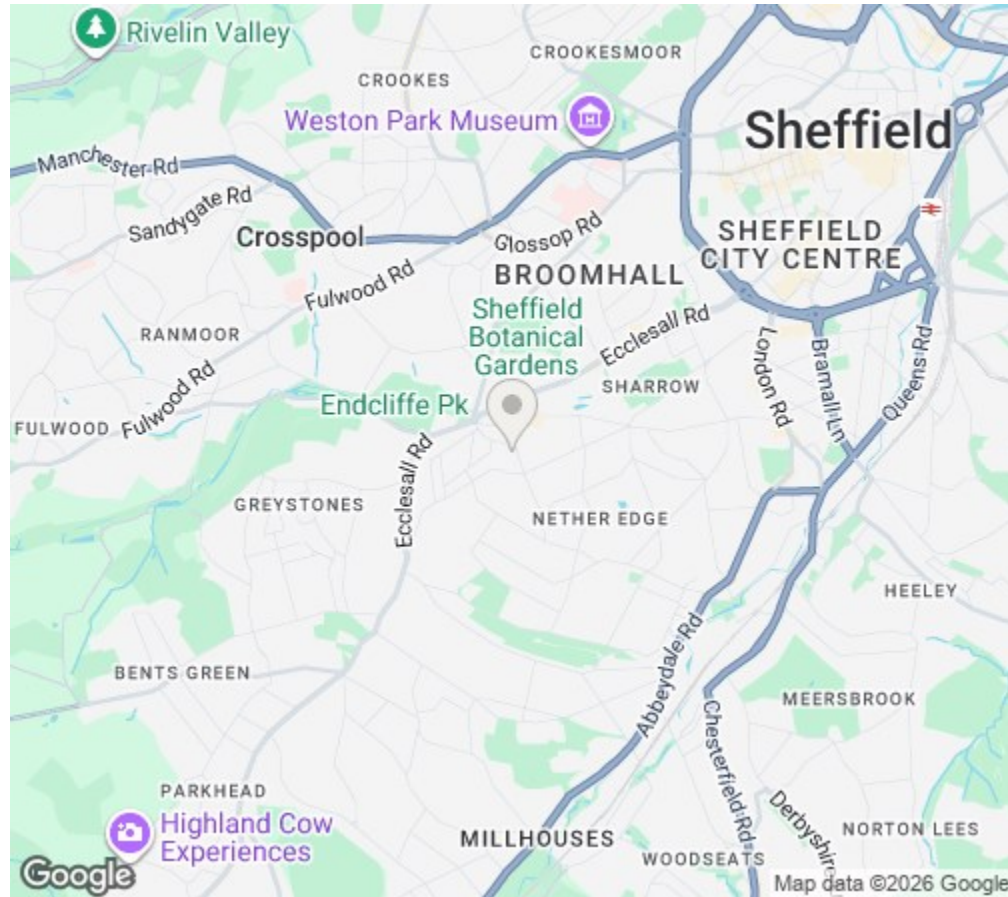 Rivelin Valley
CROOKESMOOR
CROOKES
Weston Park Museum
Sheffield
Manchester Rd
Sandygate Rd
Crosspool
Glossop Rd
SHEFFIELD
CITY CENTRE
BROOMHALL
Fulwood Rd
Sheffield
Botanical
Gardens
Ecclesall Rd
RANMOOR
London Rd
Bramall Ln
Queens Rd
SHARROW
Fulwood Rd
Endcliffe Pk
FULWOOD
Ecclesall Rd
GREYSTONES
NETHER EDGE
HEELEY
Abbeydale Rd
BENTS GREEN
MEERSBROOK
Chesterfield Rd
PARKHEAD
Derbyshire
Highland Cow
Experiences
MILLHOUSES
NORTON LEES
WOODSEATS
Google
Map data ©2026 Google